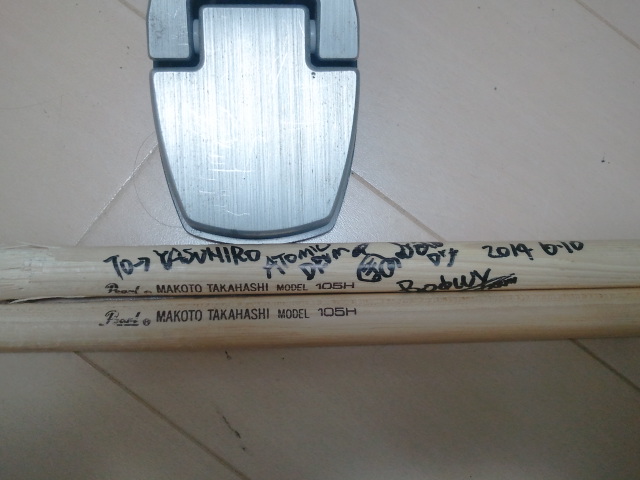 TO→ YASUHIRO ATOMIC 2014 6.10
DRUM
Pearl® MAKOTO TAKAHASHI MODEL 105H BOØWY
Pearl® MAKOTO TAKAHASHI MODEL 105H